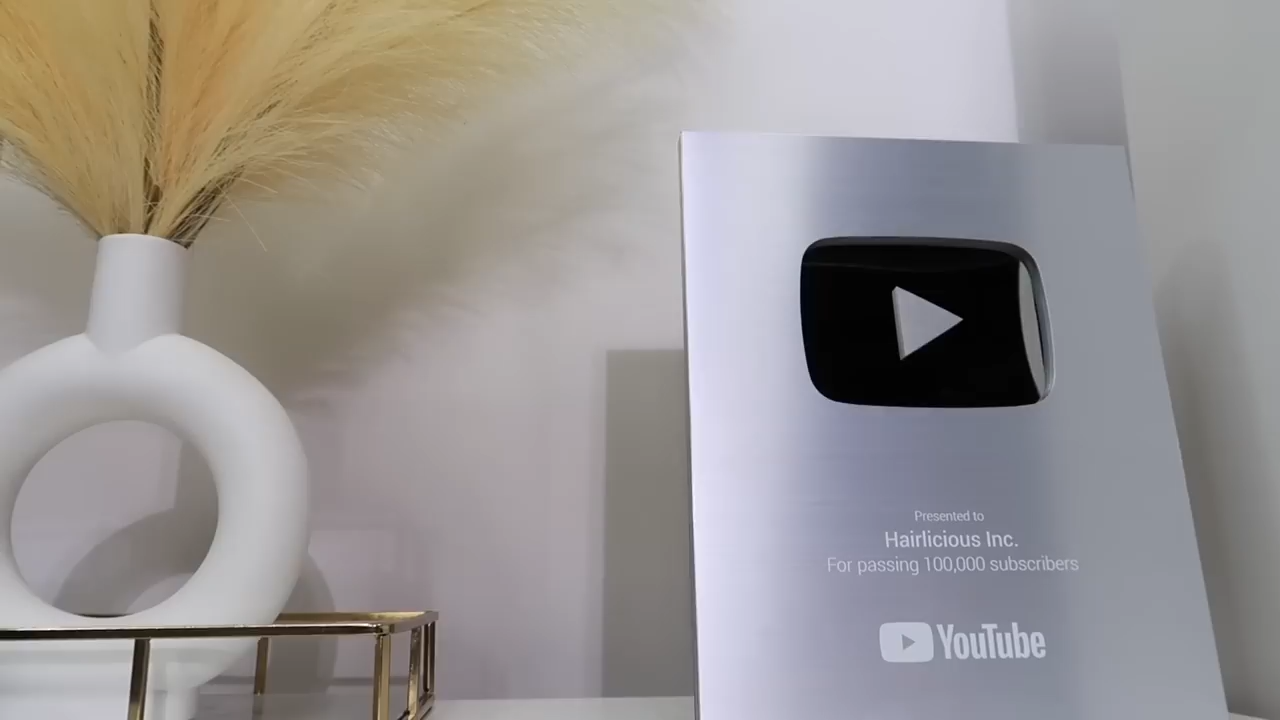 Presented to
Hairlicious Inc.
For passing 100,000 subscribers
YouTube